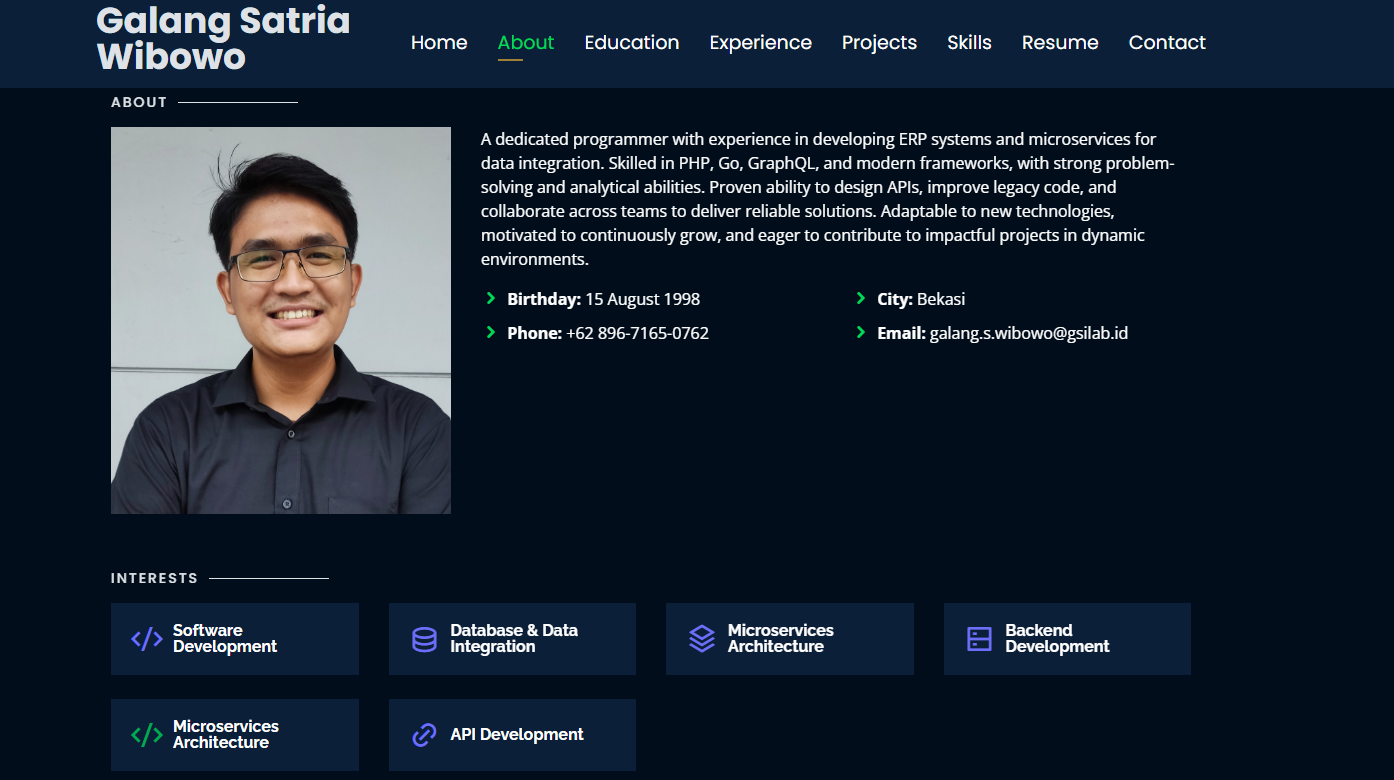 Galang Satria
Wibowo
Home About Education Experience Projects Skills Resume Contact
ABOUT
A dedicated programmer with experience in developing ERP systems and microservices for
data integration. Skilled in PHP, Go, GraphQL, and modern frameworks, with strong problem-
solving and analytical abilities. Proven ability to design APIs, improve legacy code, and
collaborate across teams to deliver reliable solutions. Adaptable to new technologies,
motivated to continuously grow, and eager to contribute to impactful projects in dynamic
environments.
Birthday: 15 August 1998
City: Bekasi
Phone: +62 896-7165-0762
Email: galang.s.wibowo@gsilab.id
INTERESTS
Software
Development
Database & Data
Integration
Microservices
Architecture
Backend
Development
Microservices
Architecture
API Development